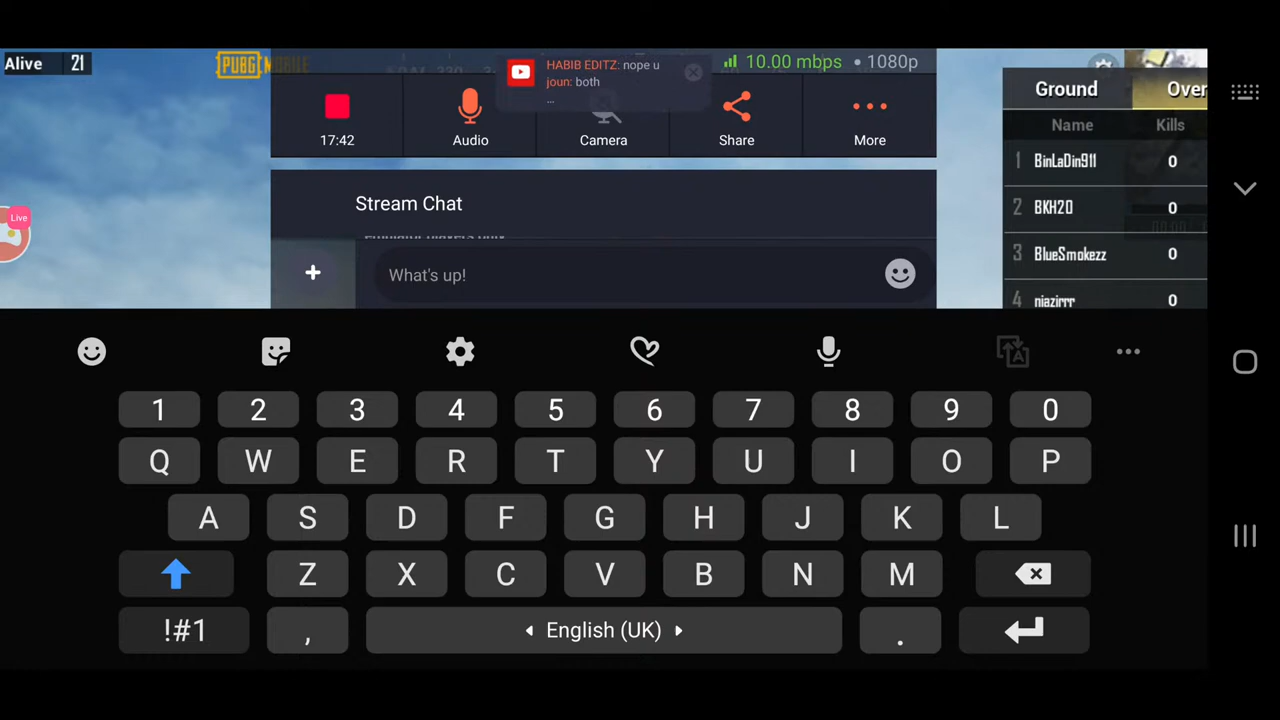 Alive 21
PUBG MOBILE
HABIB EDITZ: nope u
joun: both
...
10.00 mbps • 1080p
17:42
Audio
Camera
Share
More
Stream Chat
What's up!
Live
Ground
Over
Name Kills
1 BinLaDin911 0
2 BKH20 0
3 BlueSmokezz 0
4 niazirrr 0
1 2 3 4 5 6 7 8 9 0
Q W E R T Y U I O P
A S D F G H J K L
Z X C V B N M
!#1 , English (UK) .